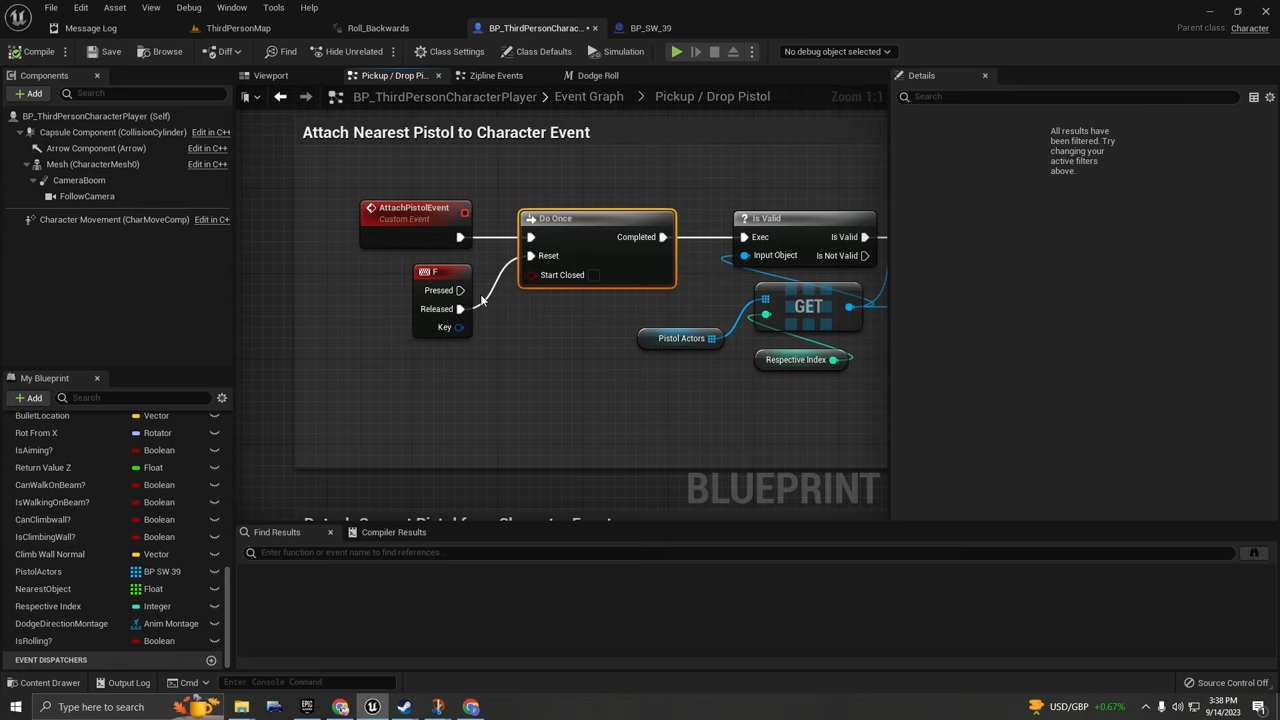 File Edit Asset View Debug Window Tools Help
Message Log
ThirdPersonMap
Roll_Backwards
BP_ThirdPersonCharac...
BP_SW_39
Parent class: Character
Compile
Save
Browse
Diff
Find
Hide Unrelated
Class Settings
Class Defaults
Simulation
No debug object selected
Components
Viewport
Pickup / Drop Pi...
Zipline Events
Dodge Roll
Details
Add
Search
BP_ThirdPersonCharacterPlayer > Event Graph > Pickup / Drop Pistol
Zoom 1:1
Search
BP_ThirdPersonCharacterPlayer (Self)
Capsule Component (CollisionCylinder) Edit in C++
Arrow Component (Arrow) Edit in C++
Mesh (CharacterMesh0) Edit in C++
CameraBoom
FollowCamera
Character Movement (CharMoveComp) Edit in C++
Attach Nearest Pistol to Character Event
All results have
been filtered. Try
changing your
active filters
above.
AttachPistolEvent
Custom Event
Do Once
Completed
Reset
Start Closed
? Is Valid
Exec
Is Valid
Input Object
Is Not Valid
F
Pressed
Released
Key
GET
Pistol Actors
Respective Index
BLUEPRINT
My Blueprint
Add
Search
BulletLocation Vector
Rot From X Rotator
IsAiming? Boolean
Return Value Z Float
CanWalkOnBeam? Boolean
IsWalkingOnBeam? Boolean
CanClimbwall? Boolean
IsClimbingWall? Boolean
Climb Wall Normal Vector
PistolActors BP SW 39
NearestObject Float
Respective Index Integer
DodgeDirectionMontage Anim Montage
IsRolling? Boolean
EVENT DISPATCHERS
Find Results
Compiler Results
Enter function or event name to find references...
Content Drawer
Output Log
Cmd
Enter Console Command
Source Control Off
Type here to search
USD/GBP +0.67%
3:38 PM
9/14/2023